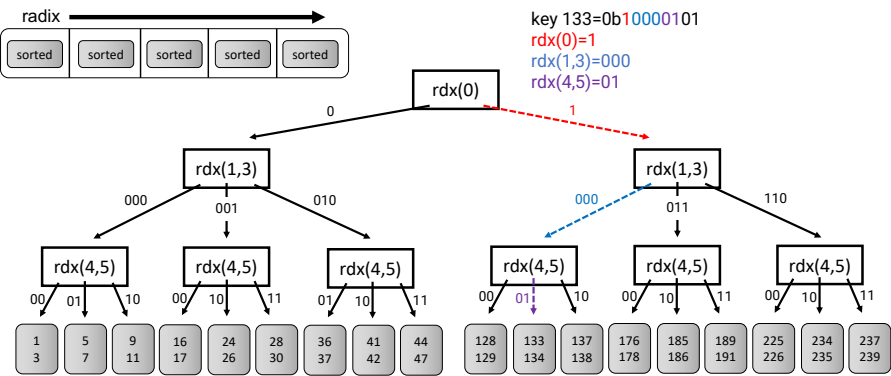 radix
sorted sorted sorted sorted sorted
key 133=0b10000101
rdx(0)=1
rdx(1,3)=000
rdx(4,5)=01
rdx(0)
0 1
rdx(1,3) rdx(1,3)
000 001 010 000 011 110
rdx(4,5) rdx(4,5) rdx(4,5) rdx(4,5) rdx(4,5) rdx(4,5)
00 01 10 00 10 11 01 10 11 00 01 10 00 10 11 00 10 11
1 5 9 16 24 28 36 41 44 128 133 137 176 185 189 225 234 237
3 7 11 17 26 30 37 42 47 129 134 138 178 186 191 226 235 239